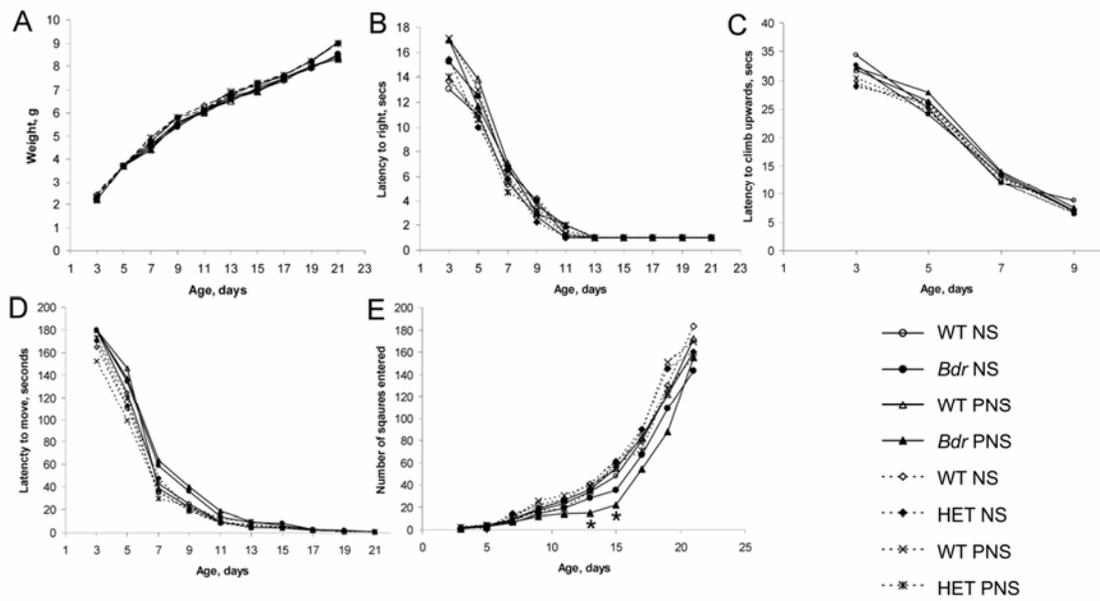 A
Weight, g
10
9
8
7
6
5
4
3
2
1
0
1 3 5 7 9 11 13 15 17 19 21 23
Age, days
B
Latency to right, secs
18
16
14
12
10
8
6
4
2
0
1 3 5 7 9 11 13 15 17 19 21 23
Age, days
C
Latency to climb upwards, secs
40
35
30
25
20
15
10
5
0
1 3 5 7 9
Age, days
D
Latencty to move, seconds
200
180
160
140
120
100
80
60
40
20
0
1 3 5 7 9 11 13 15 17 19 21
Age, days
E
Number of sqaures entered
200
180
160
140
120
100
80
60
40
20
0
* *
0 5 10 15 20 25
Age, days
WT NS
Bdr NS
WT PNS
Bdr PNS
WT NS
HET NS
WT PNS
HET PNS